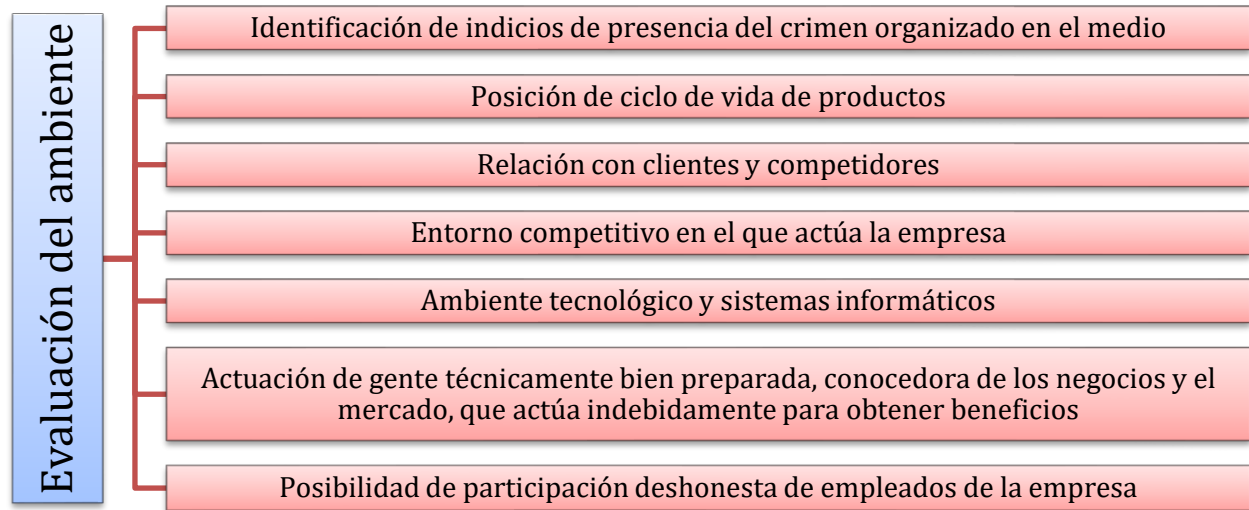 Evaluación del ambiente
Identificación de indicios de presencia del crimen organizado en el medio
Posición de ciclo de vida de productos
Relación con clientes y competidores
Entorno competitivo en el que actúa la empresa
Ambiente tecnológico y sistemas informáticos
Actuación de gente técnicamente bien preparada, conocedora de los negocios y el
mercado, que actúa indebidamente para obtener beneficios
Posibilidad de participación deshonesta de empleados de la empresa